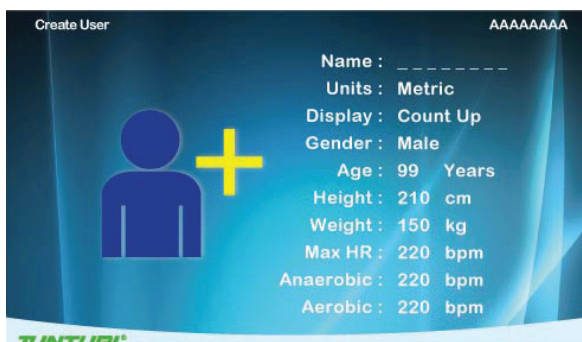 Create User
AAAAAAAA
Name : _ _ _ _ _ _ _ _
Units : Metric
Display : Count Up
Gender : Male
Age : 99 Years
Height : 210 cm
Weight : 150 kg
Max HR : 220 bpm
Anaerobic : 220 bpm
Aerobic : 220 bpm
TUNTURI®